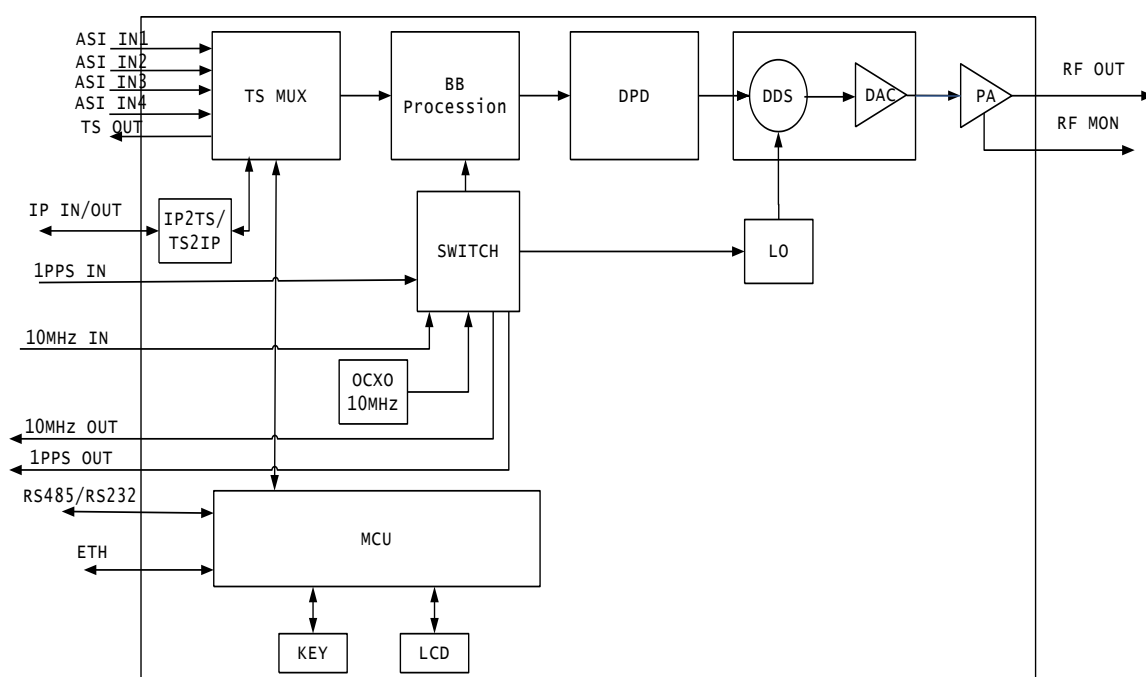 ASI IN1
ASI IN2
ASI IN3
ASI IN4
TS OUT
TS MUX
BB
Procession
DPD
DDS
DAC
PA
RF OUT
RF MON
IP IN/OUT
IP2TS/
TS2IP
SWITCH
LO
1PPS IN
10MHz IN
OCXO
10MHz
10MHz OUT
1PPS OUT
RS485/RS232
MCU
ETH
KEY
LCD